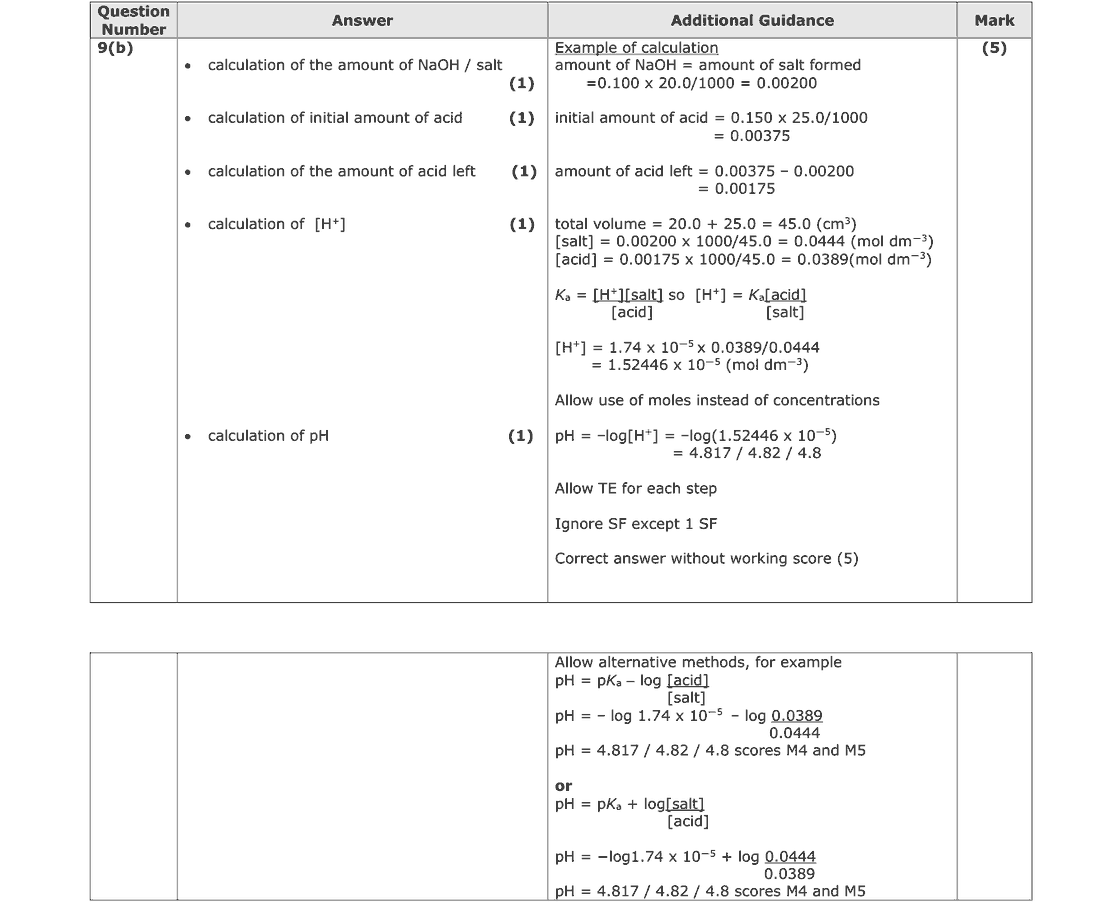 Question Number Answer Additional Guidance Mark
9(b)
• calculation of the amount of NaOH / salt
(1)
• calculation of initial amount of acid (1)
• calculation of the amount of acid left (1)
• calculation of [H⁺] (1)
• calculation of pH (1)
Example of calculation
amount of NaOH = amount of salt formed
=0.100 x 20.0/1000 = 0.00200
initial amount of acid = 0.150 x 25.0/1000
= 0.00375
amount of acid left = 0.00375 – 0.00200
= 0.00175
total volume = 20.0 + 25.0 = 45.0 (cm³)
[salt] = 0.00200 x 1000/45.0 = 0.0444 (mol dm⁻³)
[acid] = 0.00175 x 1000/45.0 = 0.0389(mol dm⁻³)
Kₐ = [H⁺][salt] so [H⁺] = Kₐ[acid]
[acid] [salt]
[H⁺] = 1.74 x 10⁻⁵ x 0.0389/0.0444
= 1.52446 x 10⁻⁵ (mol dm⁻³)
Allow use of moles instead of concentrations
pH = –log[H⁺] = –log(1.52446 x 10⁻⁵)
= 4.817 / 4.82 / 4.8
Allow TE for each step
Ignore SF except 1 SF
Correct answer without working score (5)
(5)
Allow alternative methods, for example
pH = pKₐ – log [acid]
[salt]
pH = – log 1.74 x 10⁻⁵ – log 0.0389
0.0444
pH = 4.817 / 4.82 / 4.8 scores M4 and M5
or
pH = pKₐ + log[salt]
[acid]
pH = –log1.74 x 10⁻⁵ + log 0.0444
0.0389
pH = 4.817 / 4.82 / 4.8 scores M4 and M5